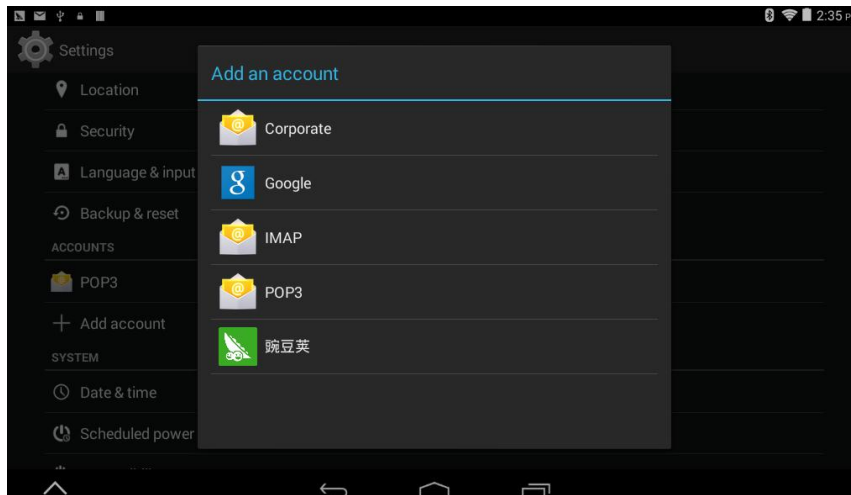 2:35 P
Settings
Add an account
Location
Corporate
Security
Language & input
Google
Backup & reset
IMAP
ACCOUNTS
POP3
POP3
Add account
豌豆荚
SYSTEM
Date & time
Scheduled power